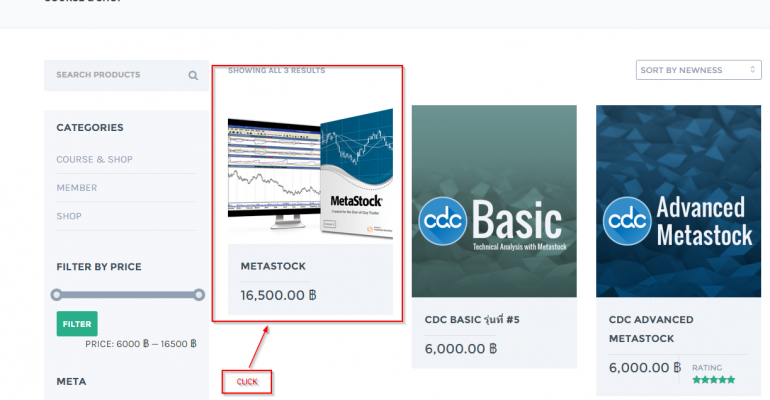 COURSE & SHOP
SEARCH PRODUCTS
SHOWING ALL 3 RESULTS
SORT BY NEWNESS
CATEGORIES
COURSE & SHOP
MEMBER
SHOP
FILTER BY PRICE
FILTER
PRICE: 6000 ฿ — 16500 ฿
META
MetaStock
METASTOCK
16,500.00 ฿
CLICK
cdc Basic
Technical Analysis with Metastock
CDC BASIC รุ่นที่ #5
6,000.00 ฿
cdc Advanced
Metastock
CDC ADVANCED
METASTOCK
6,000.00 ฿
RATING